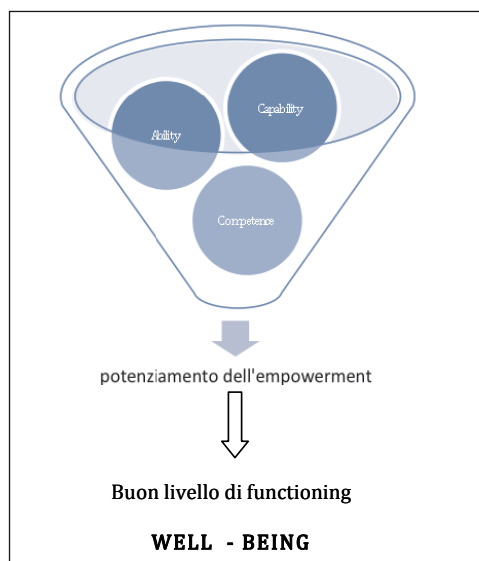 Capability
Ability
Competence
potenziamento dell'empowerment
Buon livello di functioning
WELL - BEING